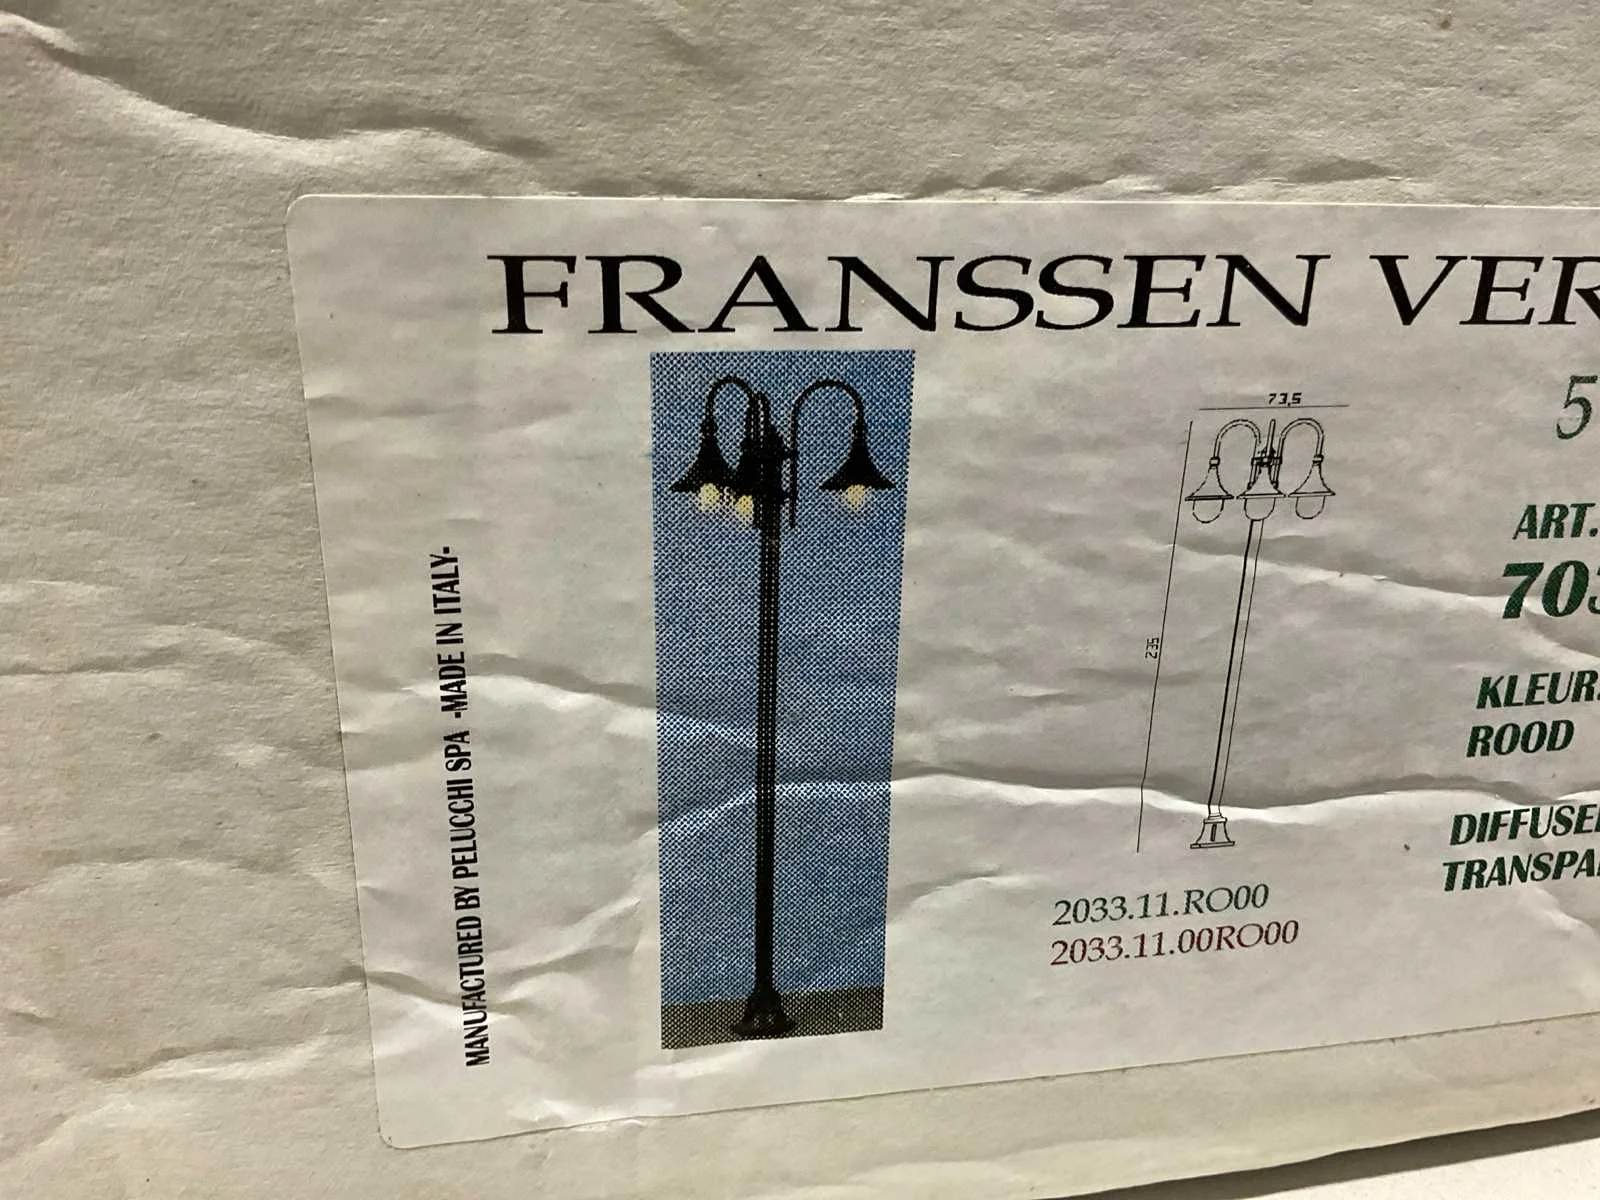 FRANSSEN VER
73,5
5
ART.
703
235
KLEUR.
ROOD
DIFFUSE
TRANSPA
2033.11.RO00
2033.11.00RO00
MANUFACTURED BY PELUCCHI SPA -MADE IN ITALY-